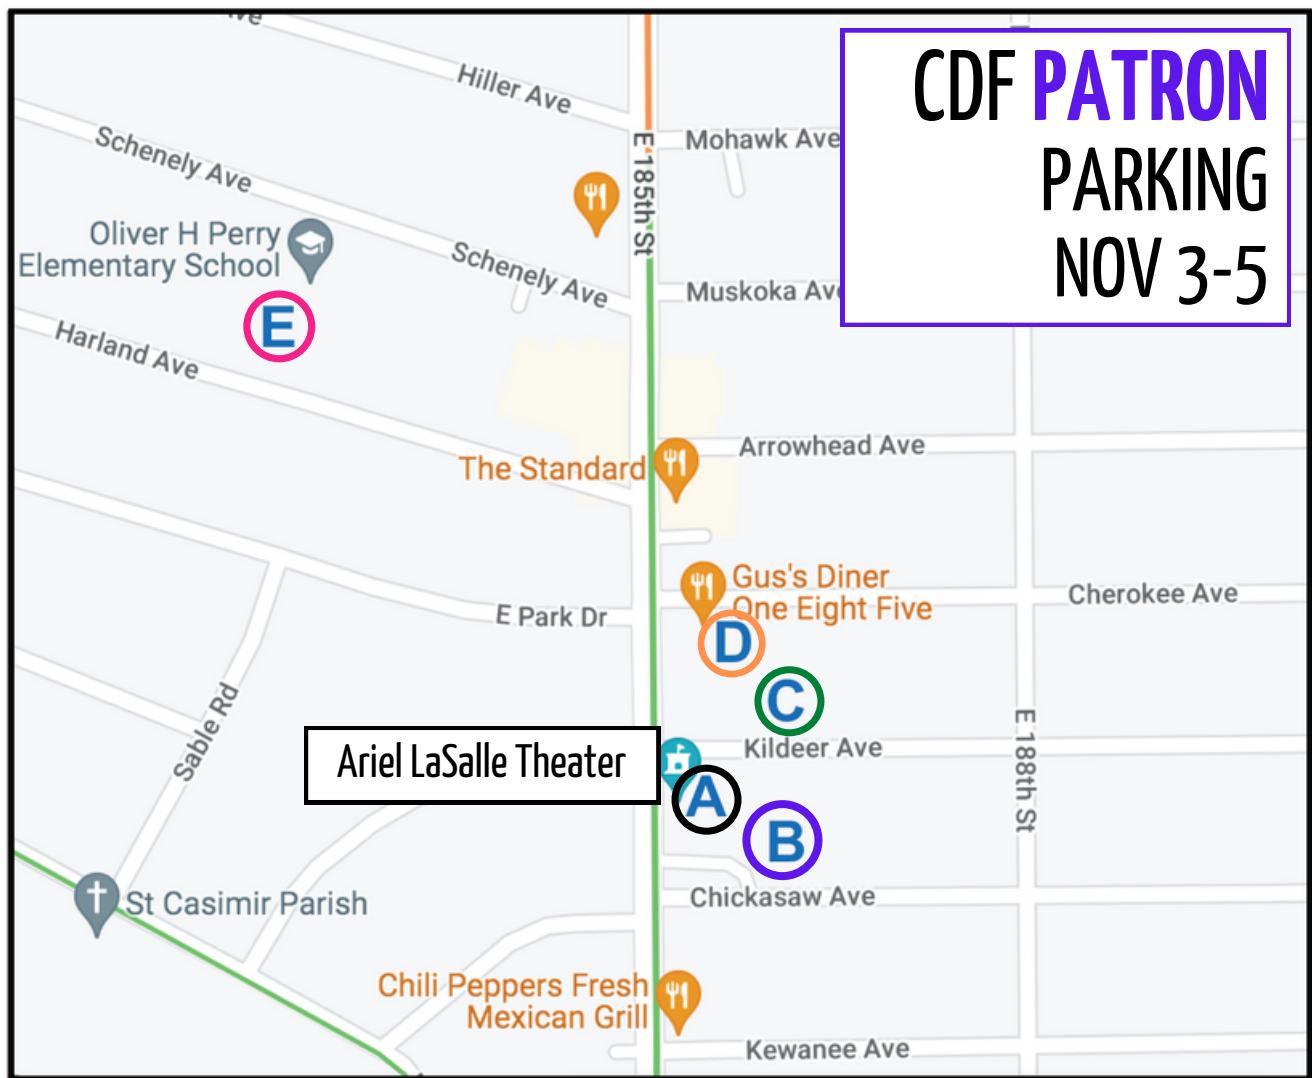 CDF PATRON
PARKING
NOV 3-5
Hiller Ave
Mohawk Ave
Schenely Ave
E 185th St
Oliver H Perry
Elementary School
Schenely Ave
Muskoka Ave
E
Harland Ave
Arrowhead Ave
The Standard
Gus's Diner
One Eight Five
Cherokee Ave
E Park Dr
D
C
Sable Rd
Ariel LaSalle Theater
Kildeer Ave
E 188th St
A
B
St Casimir Parish
Chickasaw Ave
Chili Peppers Fresh
Mexican Grill
Kewanee Ave